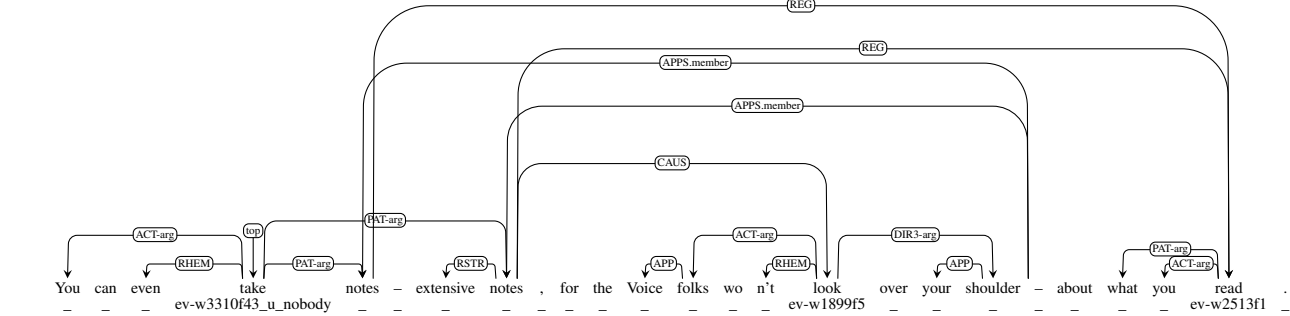 REG
REG
APPS.member
APPS.member
CAUS
PAT-arg
ACT-arg top ACT-arg DIR3-arg
PAT-arg
RHEM PAT-arg RSTR APP RHEM APP ACT-arg
You can even take notes – extensive notes , for the Voice folks wo n't look over your shoulder – about what you read .
ev-w3310f43_u_nobody ev-w1899f5 ev-w2513f1
_ _ _ _ _ _ _ _ _ _ _ _ _ _ _ _ _ _ _ _ _ _ _ _